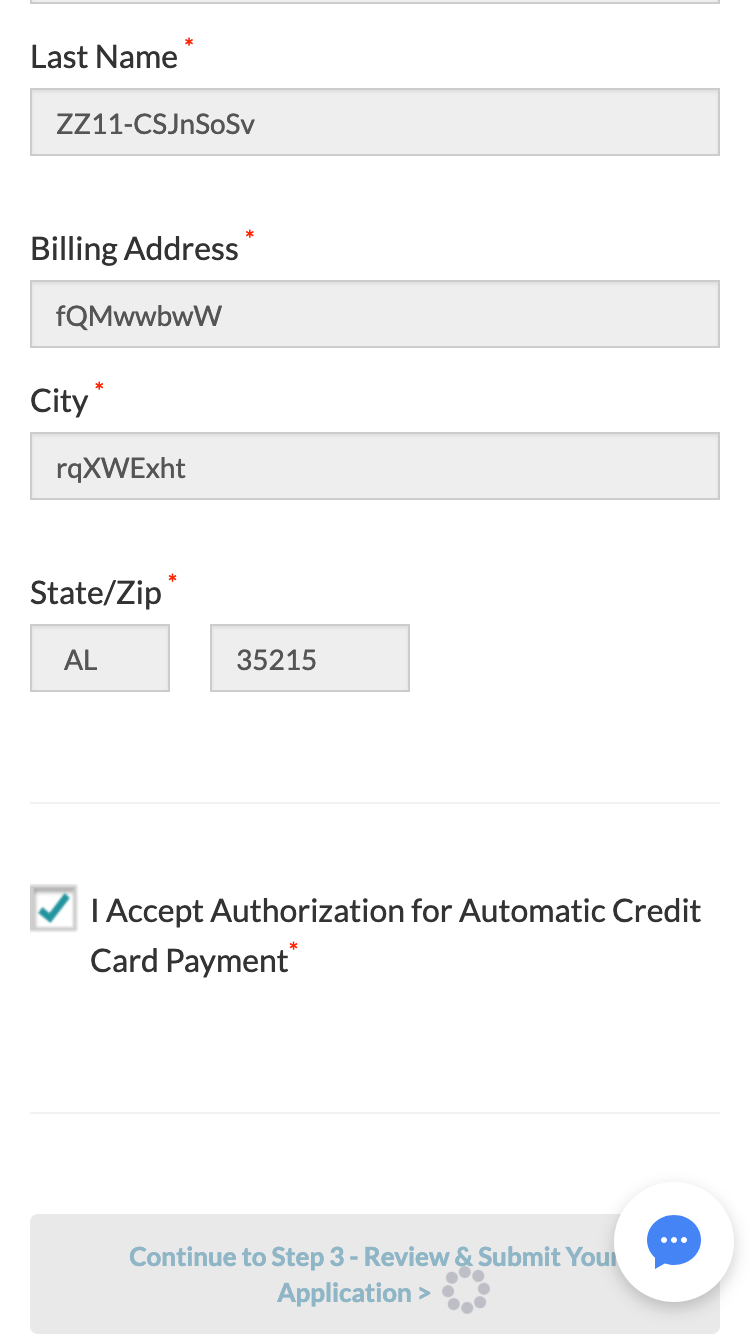 Last Name *
ZZ11-CSJnSoSv
Billing Address *
fQMwwbwW
City *
rqXWExht
State/Zip *
AL 35215
I Accept Authorization for Automatic Credit
Card Payment*
Continue to Step 3 - Review & Submit Your
Application >